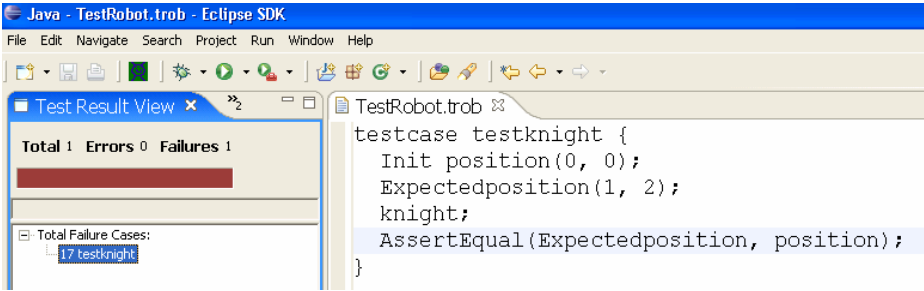 Java - TestRobot.trob - Eclipse SDK
File Edit Navigate Search Project Run Window Help
Test Result View
2
TestRobot.trob
Total 1 Errors 0 Failures 1
Total Failure Cases:
17 testknight
testcase testknight {
Init position(0, 0);
Expectedposition(1, 2);
knight;
AssertEqual(Expectedposition, position);
}